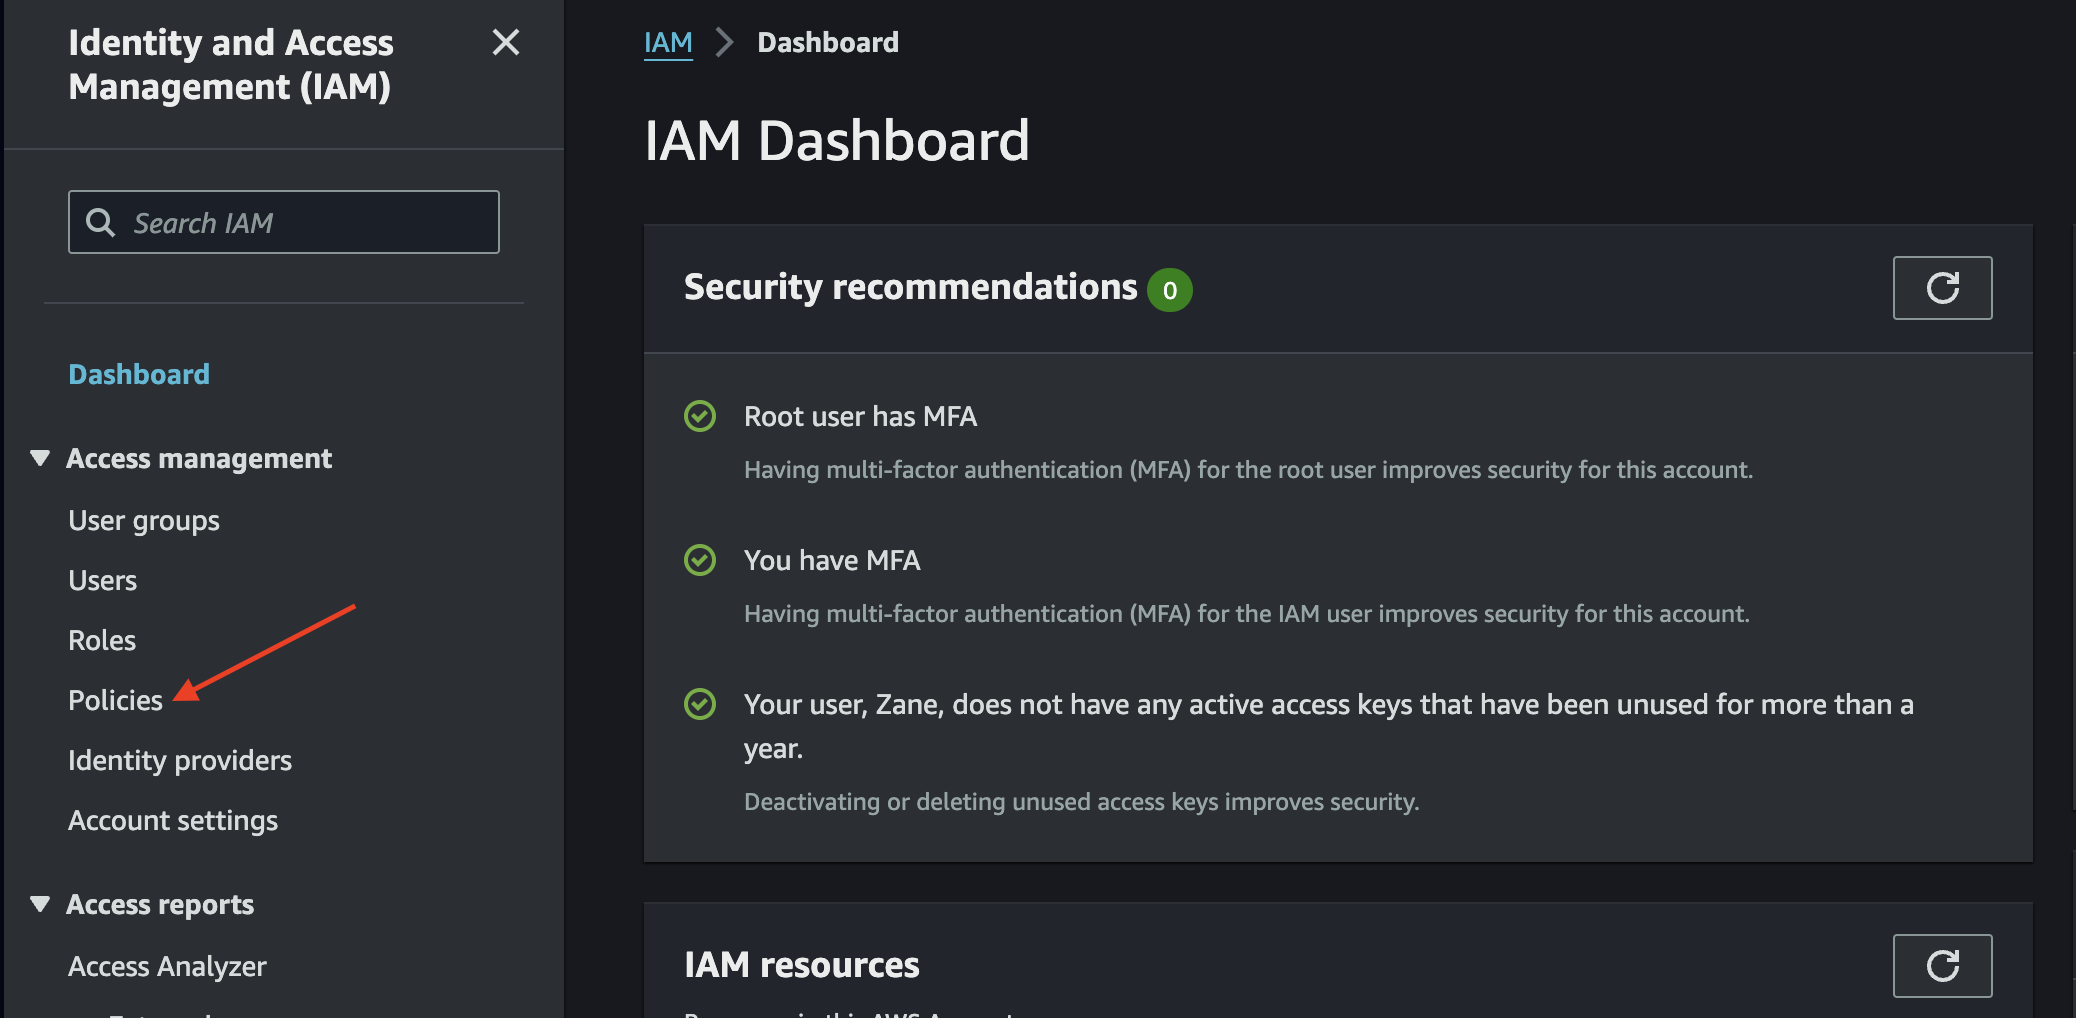 Identity and Access
Management (IAM)
Search IAM
Dashboard
Access management
User groups
Users
Roles
Policies
Identity providers
Account settings
Access reports
Access Analyzer
IAM > Dashboard
IAM Dashboard
Security recommendations 0
Root user has MFA
Having multi-factor authentication (MFA) for the root user improves security for this account.
You have MFA
Having multi-factor authentication (MFA) for the IAM user improves security for this account.
Your user, Zane, does not have any active access keys that have been unused for more than a
year.
Deactivating or deleting unused access keys improves security.
IAM resources